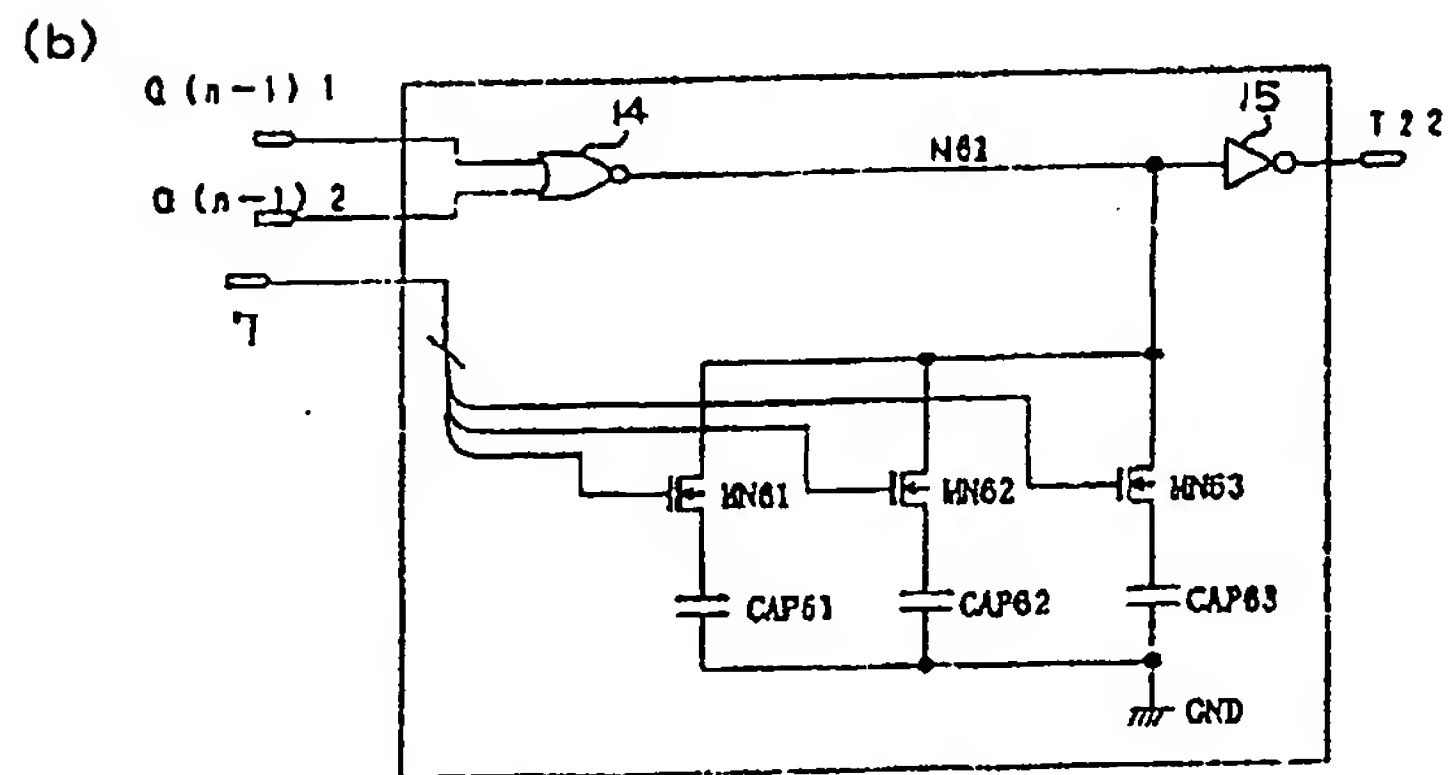 (b)
Q (n-1) 1
14
15
T22
N61
Q (n-1) 2
7
MN61
MN62
MN63
CAP61
CAP62
CAP63
GND